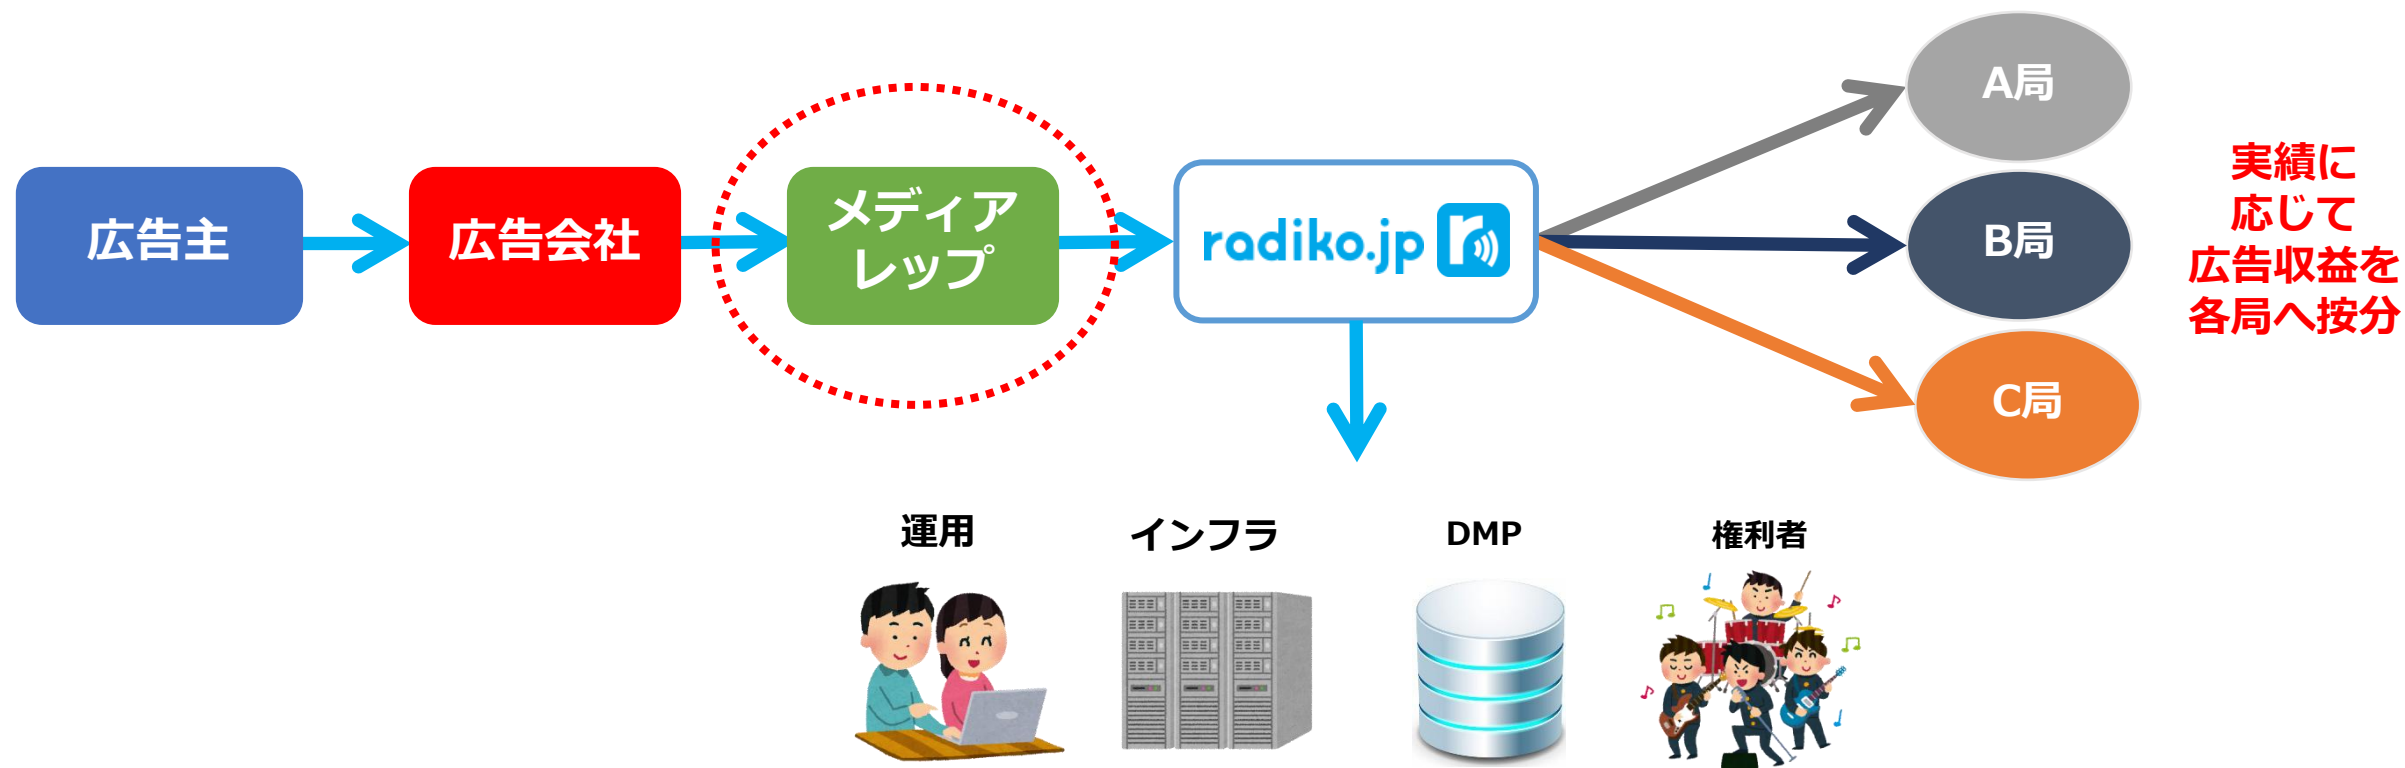 広告主
広告会社
メディア
レップ
radiko.jp
A局
B局
C局
実績に
応じて
広告収益を
各局へ按分
運用
インフラ
DMP
権利者